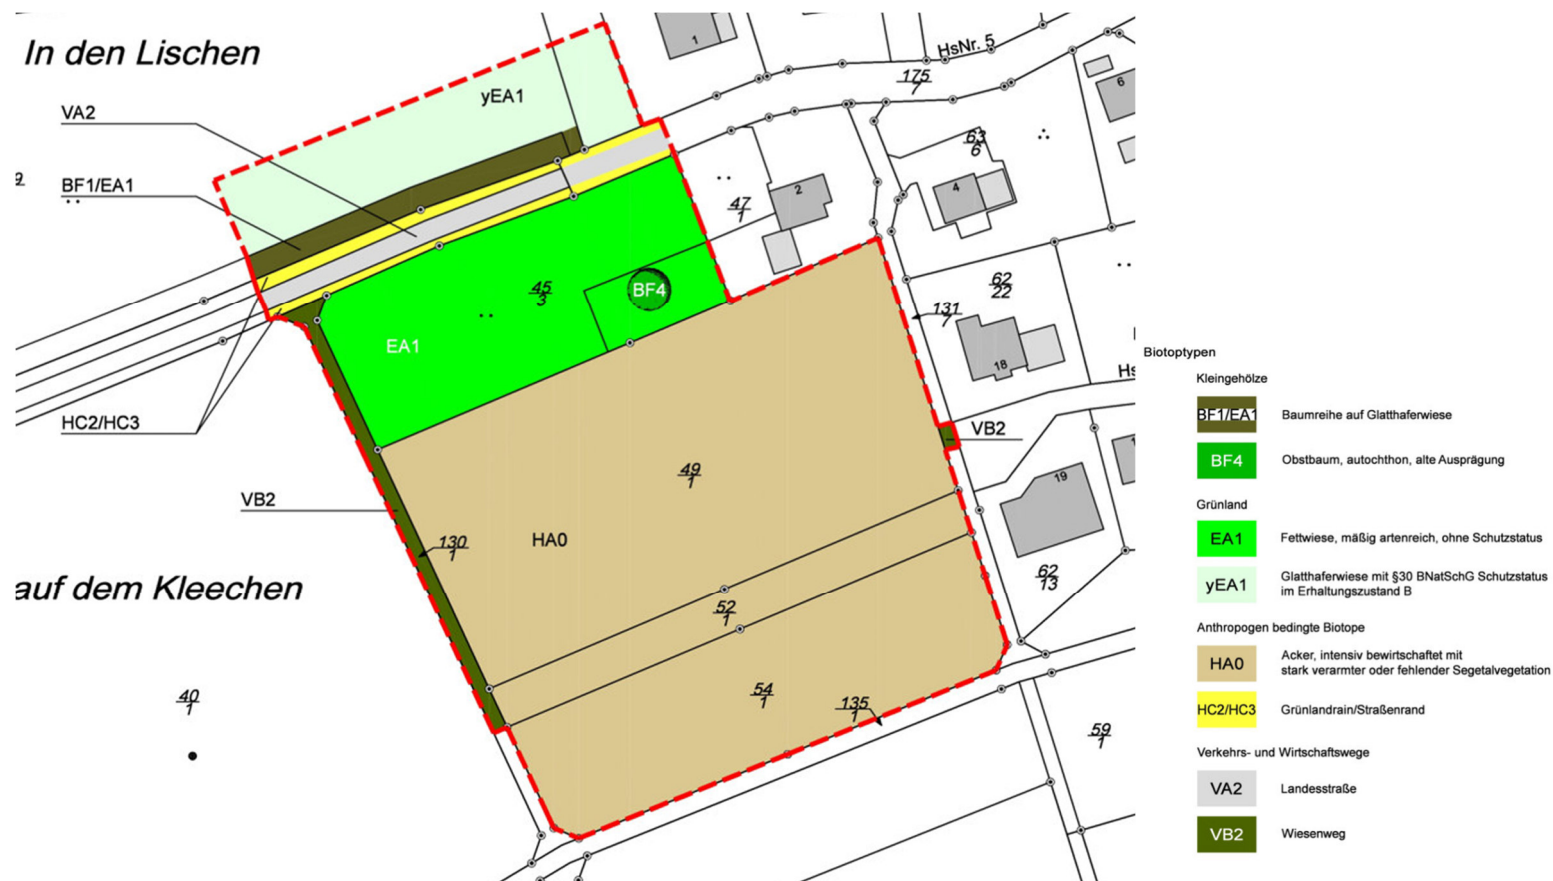 In den Lischen
yEA1
1
HsNr. 5
175
7
6
VA2
63
6
9
BF1/EA1
47
1
2
4
45
3
BF4
62
22
131
7
EA1
18
HC2/HC3
VB2
49
1
19
VB2
HA0
130
1
auf dem Kleechen
62
13
52
1
54
1
135
1
40
1
59
1
Biotoptypen
Kleingehölze
BF1/EA1 Baumreihe auf Glatthaferwiese
BF4 Obstbaum, autochthon, alte Ausprägung
Grünland
EA1 Fettwiese, mäßig artenreich, ohne Schutzstatus
yEA1 Glatthaferwiese mit §30 BNatSchG Schutzstatus
im Erhaltungszustand B
Anthropogen bedingte Biotope
HA0 Acker, intensiv bewirtschaftet mit
stark verarmter oder fehlender Segetalvegetation
HC2/HC3 Grünlandrain/Straßenrand
Verkehrs- und Wirtschaftswege
VA2 Landesstraße
VB2 Wiesenweg